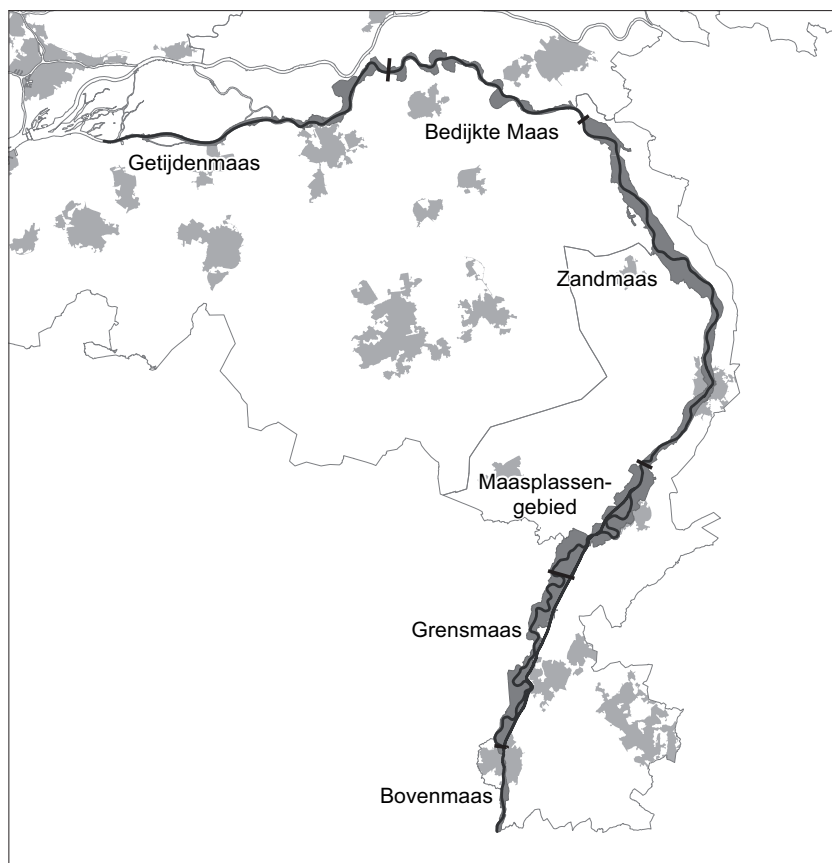 Getijdenmaas
Bedijkte Maas
Zandmaas
Maasplassen-
gebied
Grensmaas
Bovenmaas